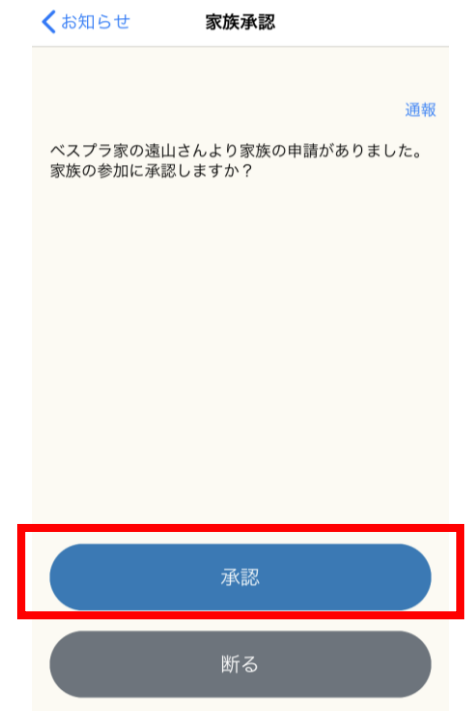 お知らせ
家族承認
通報
ベスプラ家の遠山さんより家族の申請がありました。
家族の参加に承認しますか？
承認
断る